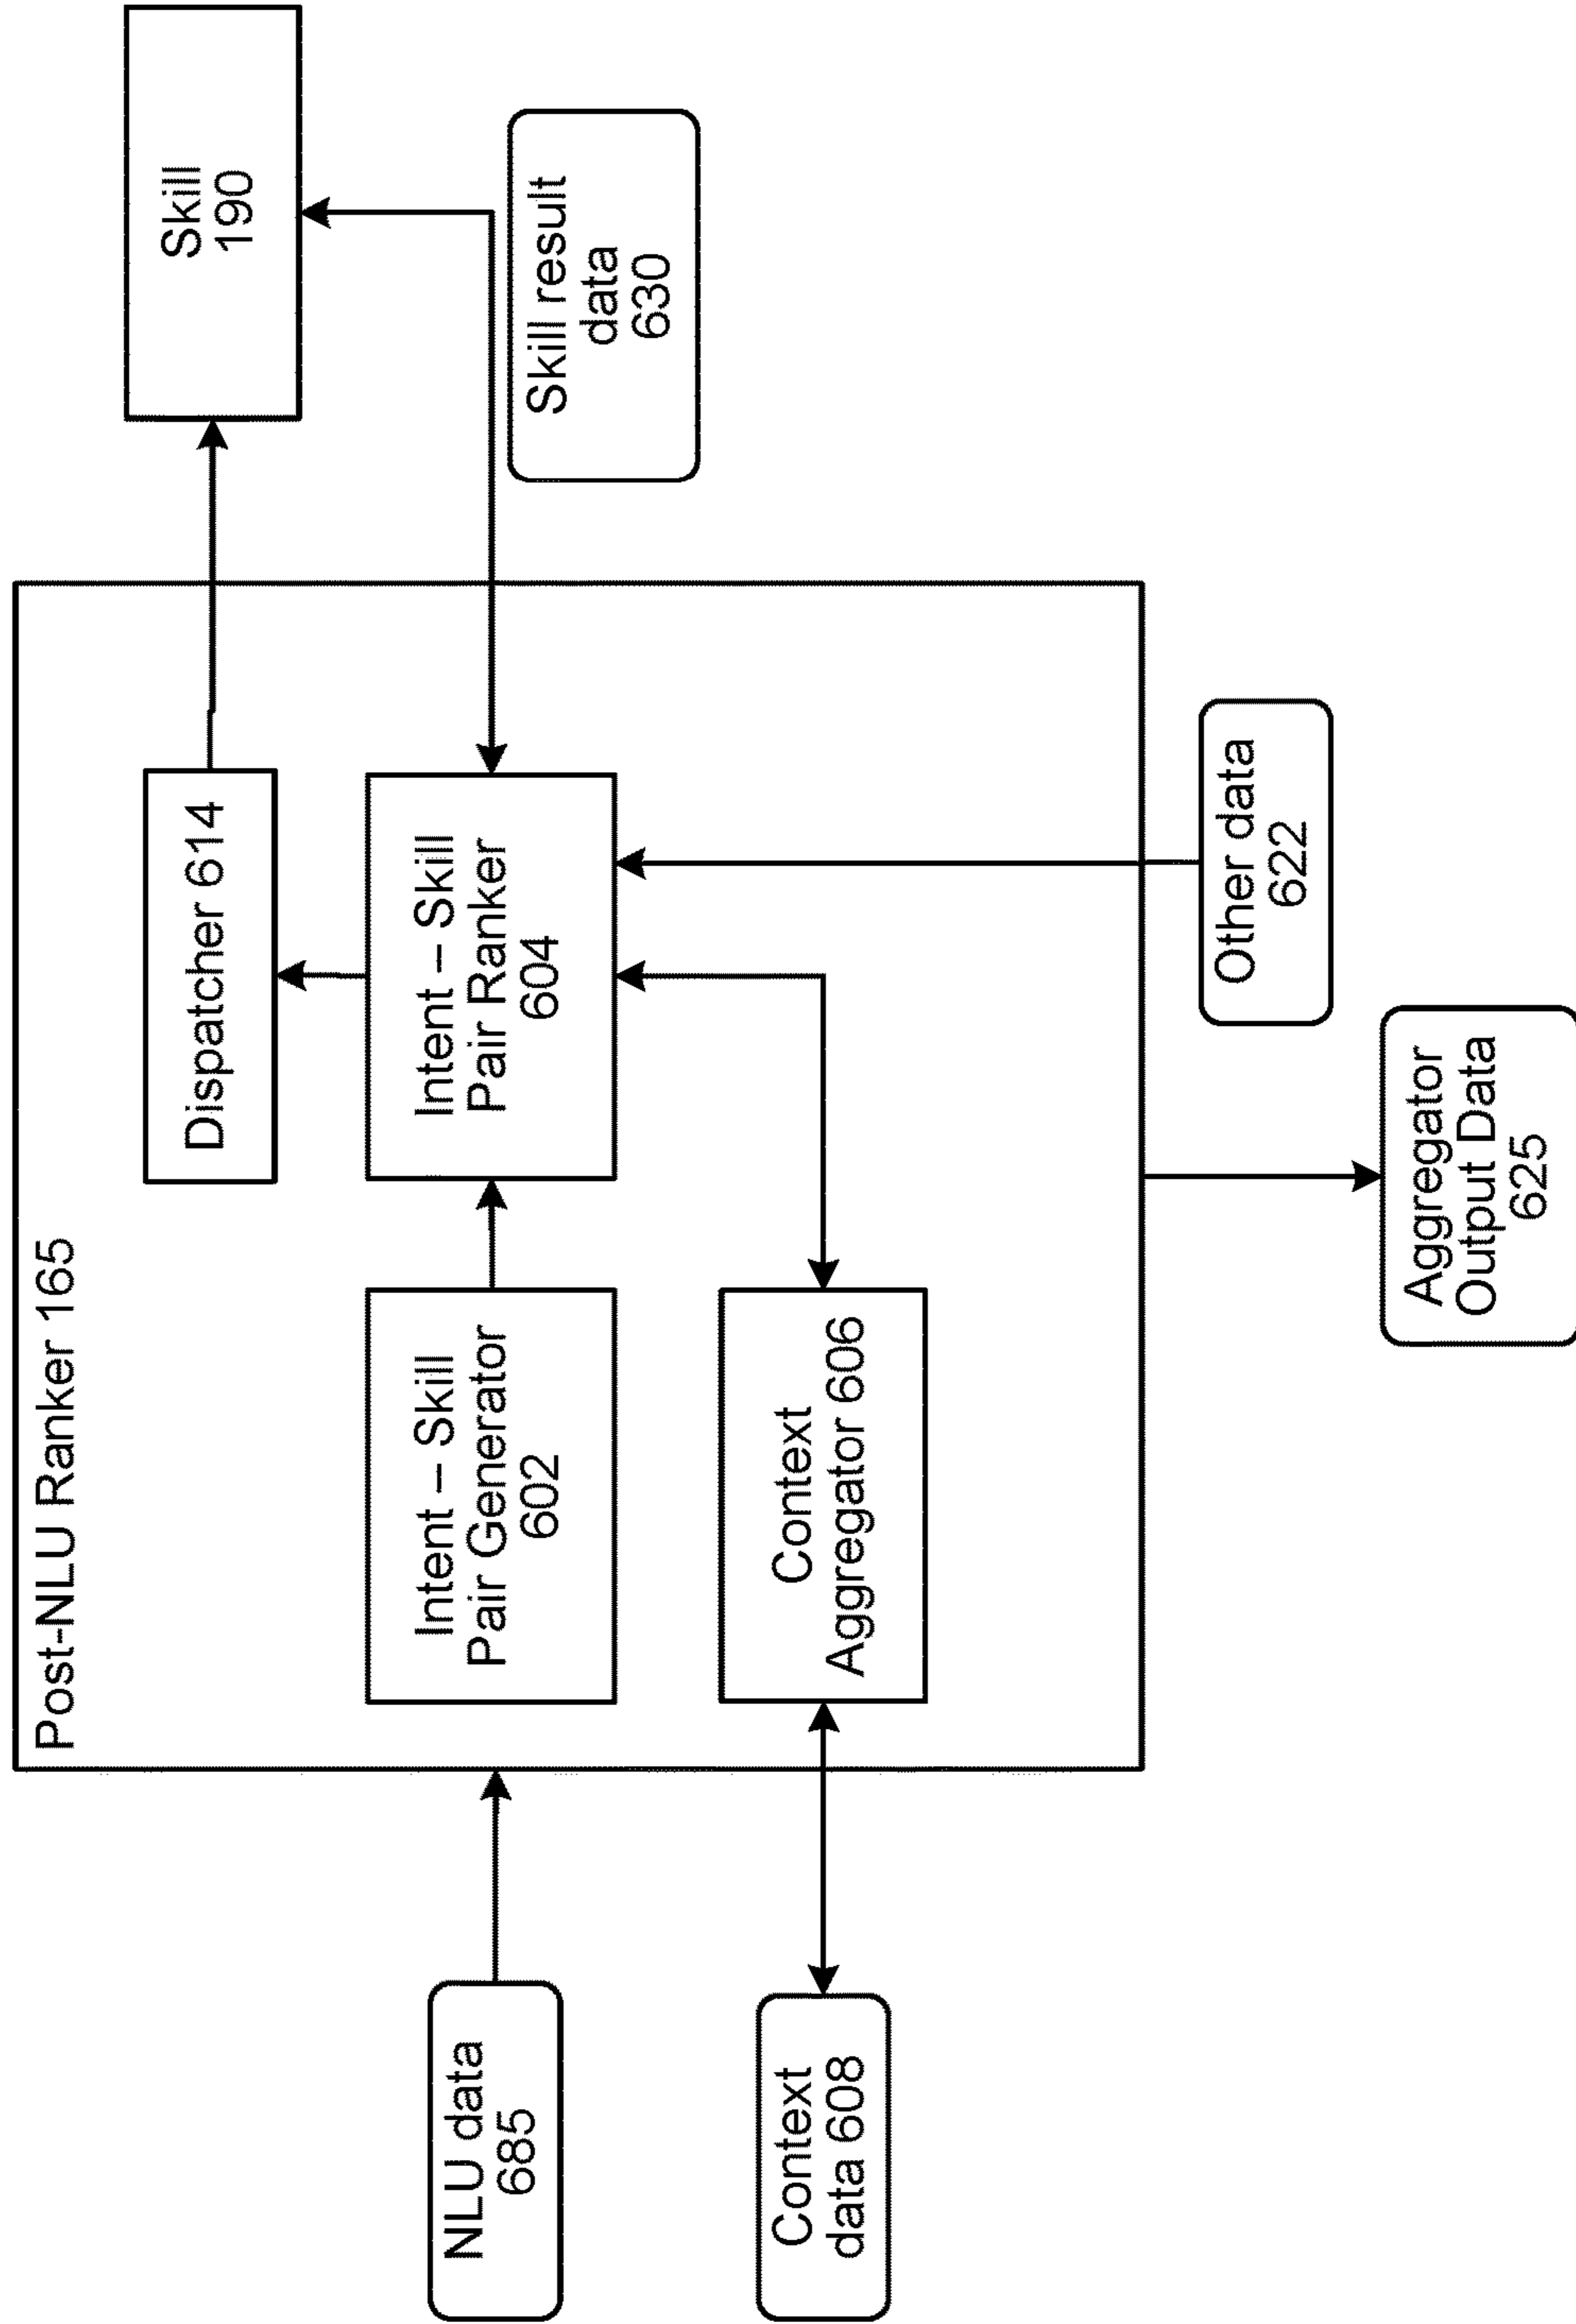 Post-NLU Ranker 165
NLU data
685
Context
data 608
Intent – Skill
Pair Generator
602
Context
Aggregator 606
Dispatcher 614
Intent – Skill
Pair Ranker
604
Skill
190
Skill result
data
630
Other data
622
Aggregator
Output Data
625